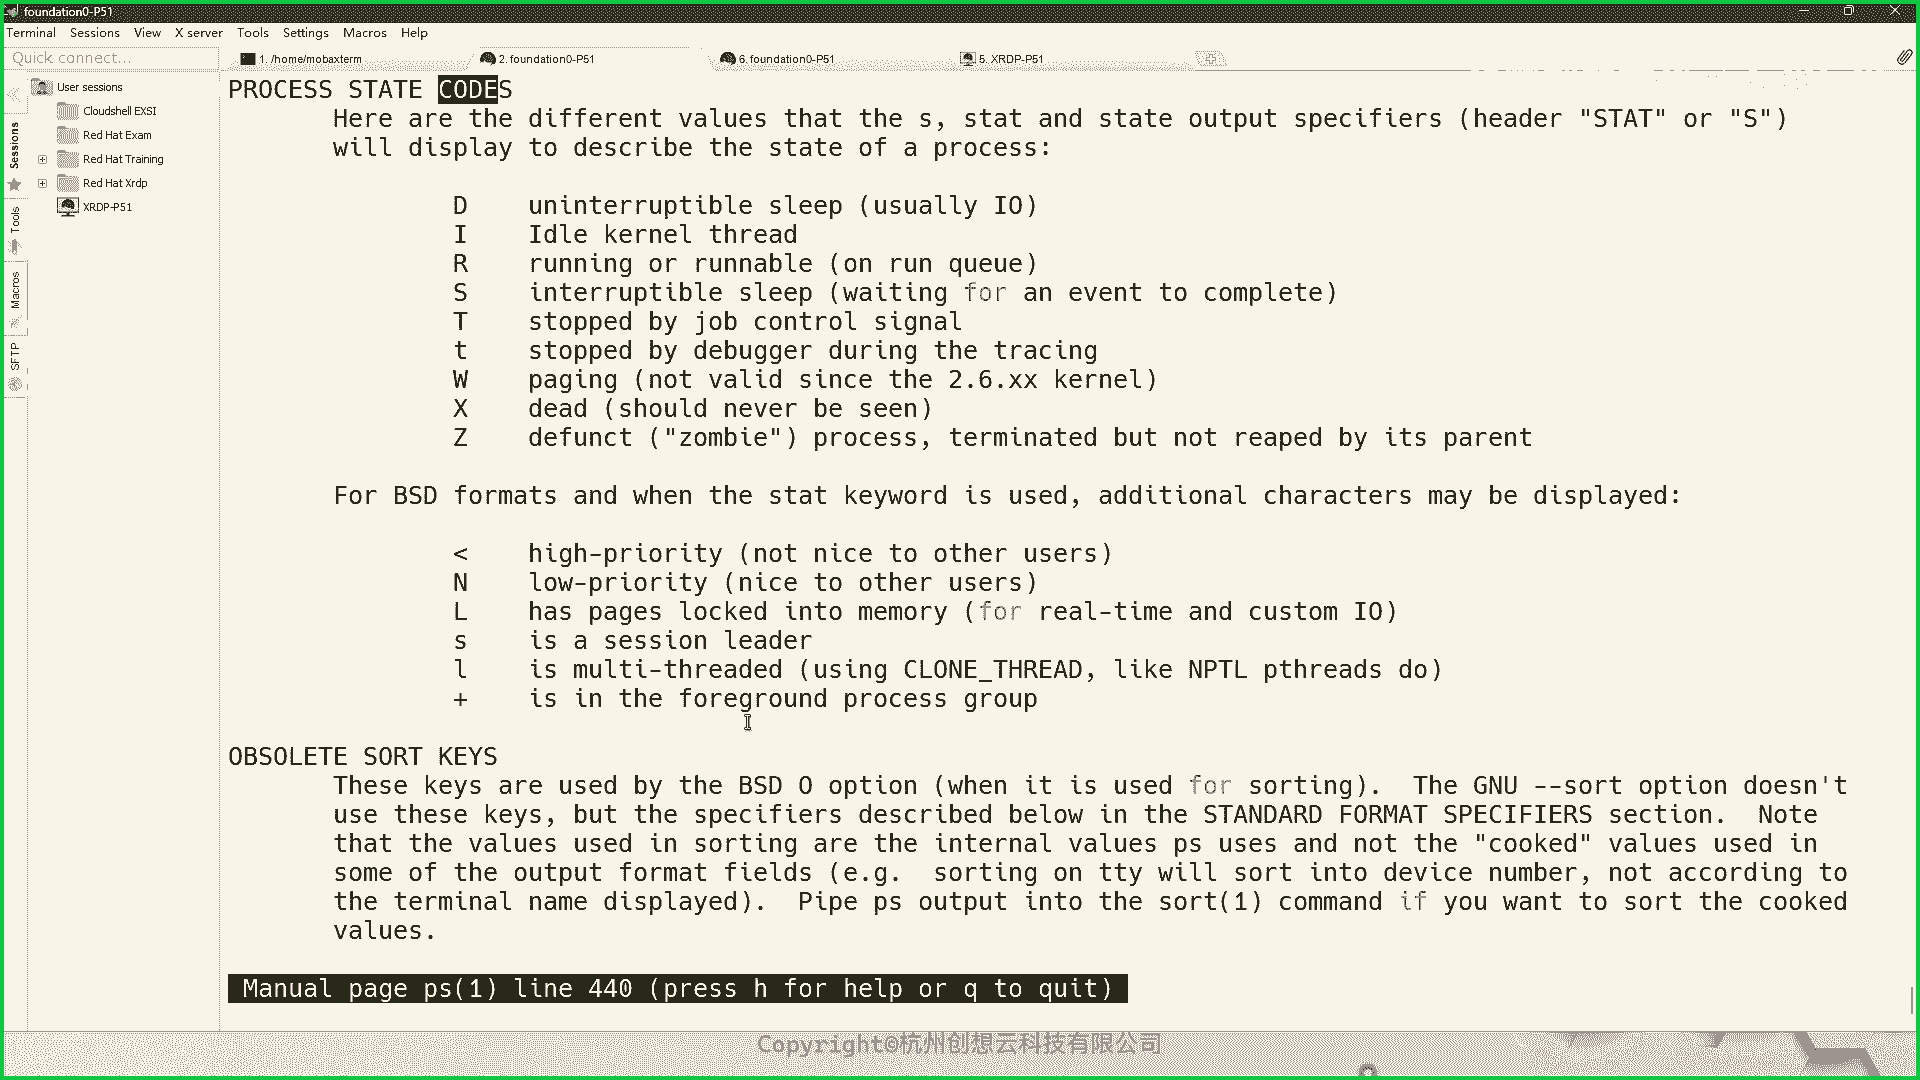 foundation0-P51
Terminal Sessions View X server Tools Settings Macros Help
Quick connect...
1. /home/mobaxterm
2. foundation0-P51
6. foundation0-P51
5. XRDP-P51
User sessions
Cloudshell EXSI
Red Hat Exam
Red Hat Training
Red Hat Xrdp
XRDP-P51
Sessions
Tools
Macros
SFTP
PROCESS STATE CODES
Here are the different values that the s, stat and state output specifiers (header "STAT" or "S")
will display to describe the state of a process:
D uninterruptible sleep (usually IO)
I Idle kernel thread
R running or runnable (on run queue)
S interruptible sleep (waiting for an event to complete)
T stopped by job control signal
t stopped by debugger during the tracing
W paging (not valid since the 2.6.xx kernel)
X dead (should never be seen)
Z defunct ("zombie") process, terminated but not reaped by its parent
For BSD formats and when the stat keyword is used, additional characters may be displayed:
< high-priority (not nice to other users)
N low-priority (nice to other users)
L has pages locked into memory (for real-time and custom IO)
s is a session leader
l is multi-threaded (using CLONE_THREAD, like NPTL pthreads do)
+ is in the foreground process group
OBSOLETE SORT KEYS
These keys are used by the BSD O option (when it is used for sorting). The GNU --sort option doesn't
use these keys, but the specifiers described below in the STANDARD FORMAT SPECIFIERS section. Note
that the values used in sorting are the internal values ps uses and not the "cooked" values used in
some of the output format fields (e.g. sorting on tty will sort into device number, not according to
the terminal name displayed). Pipe ps output into the sort(1) command if you want to sort the cooked
values.
Manual page ps(1) line 440 (press h for help or q to quit)
Copyright©杭州创想云科技有限公司